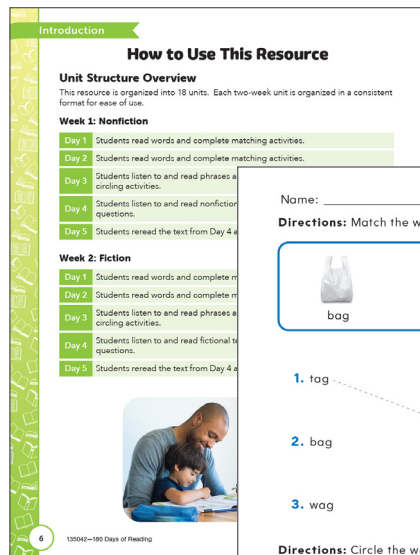 Introduction
How to Use This Resource
Unit Structure Overview
This resource is organized into 18 units. Each two-week unit is organized in a consistent
format for ease of use.
Week 1: Nonfiction
Day 1 Students read words and complete matching activities.
Day 2 Students read words and complete matching activities.
Day 3 Students listen to and read phrases a
circling activities.
Day 4 Students listen to and read nonfiction
questions.
Day 5 Students reread the text from Day 4 a
Week 2: Fiction
Day 1 Students read words and complete m
Day 2 Students read words and complete m
Day 3 Students listen to and read phrases a
circling activities.
Day 4 Students listen to and read fictional te
questions.
Day 5 Students reread the text from Day 4 a
6 135042—180 Days of Reading
Name:
Directions: Match the w
bag
1. tag
2. bag
3. wag
Directions: Circle the w